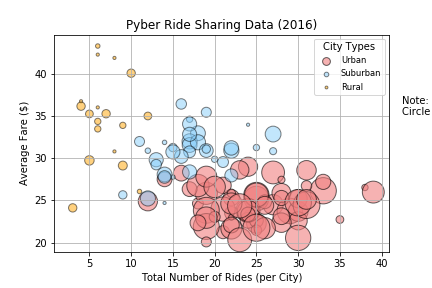 Pyber Ride Sharing Data (2016)
City Types
Urban
Suburban
Rural
Note:
Circle
40
35
30
25
20
Average Fare ($)
5 10 15 20 25 30 35 40
Total Number of Rides (per City)